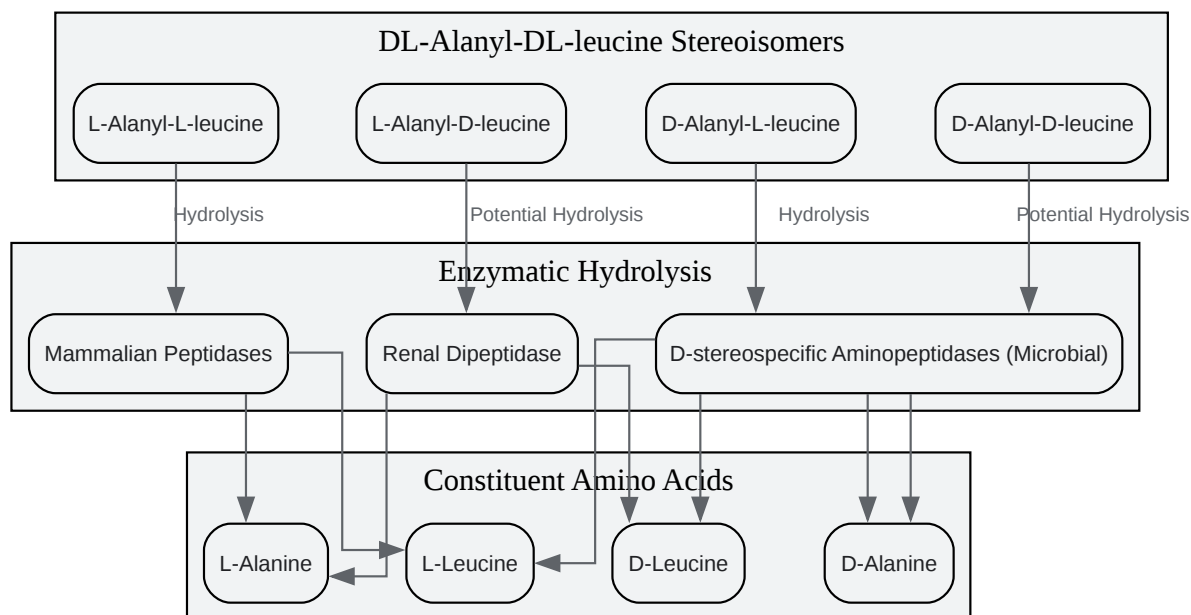 DL-Alanyl-DL-leucine Stereoisomers
L-Alanyl-L-leucine
L-Alanyl-D-leucine
D-Alanyl-L-leucine
D-Alanyl-D-leucine
Hydrolysis
Potential Hydrolysis
Hydrolysis
Potential Hydrolysis
Enzymatic Hydrolysis
Mammalian Peptidases
Renal Dipeptidase
D-stereospecific Aminopeptidases (Microbial)
Constituent Amino Acids
L-Alanine
L-Leucine
D-Leucine
D-Alanine